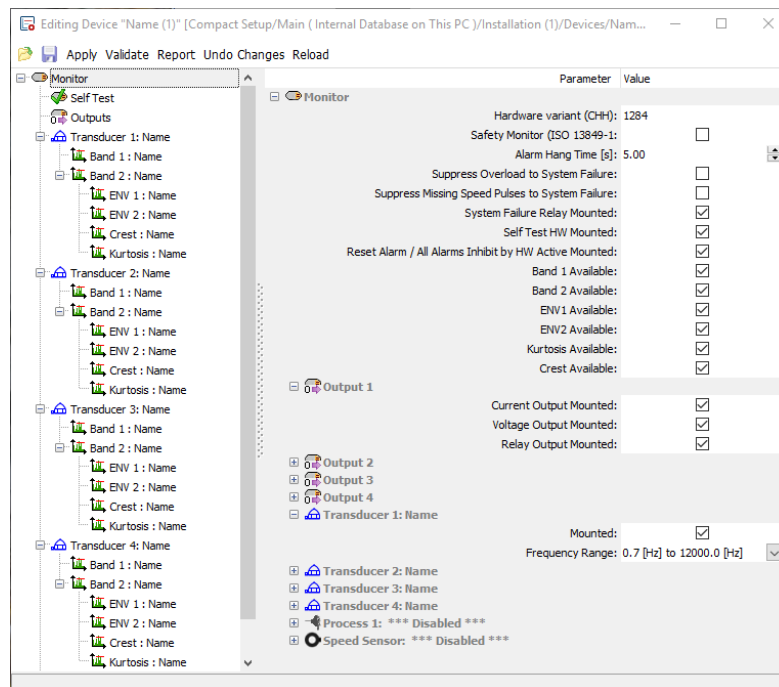 Editing Device "Name (1)" [Compact Setup/Main ( Internal Database on This PC )/Installation (1)/Devices/Nam...
Apply Validate Report Undo Changes Reload
Monitor
Self Test
Outputs
Transducer 1: Name
Band 1 : Name
Band 2 : Name
ENV 1 : Name
ENV 2 : Name
Crest : Name
Kurtosis : Name
Transducer 2: Name
Band 1 : Name
Band 2 : Name
ENV 1 : Name
ENV 2 : Name
Crest : Name
Kurtosis : Name
Transducer 3: Name
Band 1 : Name
Band 2 : Name
ENV 1 : Name
ENV 2 : Name
Crest : Name
Kurtosis : Name
Transducer 4: Name
Band 1 : Name
Band 2 : Name
ENV 1 : Name
ENV 2 : Name
Crest : Name
Kurtosis : Name
Parameter Value
Monitor
Hardware variant (CHH): 1284
Safety Monitor (ISO 13849-1:
Alarm Hang Time [s]: 5.00
Suppress Overload to System Failure:
Suppress Missing Speed Pulses to System Failure:
System Failure Relay Mounted:
Self Test HW Mounted:
Reset Alarm / All Alarms Inhibit by HW Active Mounted:
Band 1 Available:
Band 2 Available:
ENV1 Available:
ENV2 Available:
Kurtosis Available:
Crest Available:
Output 1
Current Output Mounted:
Voltage Output Mounted:
Relay Output Mounted:
Output 2
Output 3
Output 4
Transducer 1: Name
Mounted:
Frequency Range: 0.7 [Hz] to 12000.0 [Hz]
Transducer 2: Name
Transducer 3: Name
Transducer 4: Name
Process 1: *** Disabled ***
Speed Sensor: *** Disabled ***